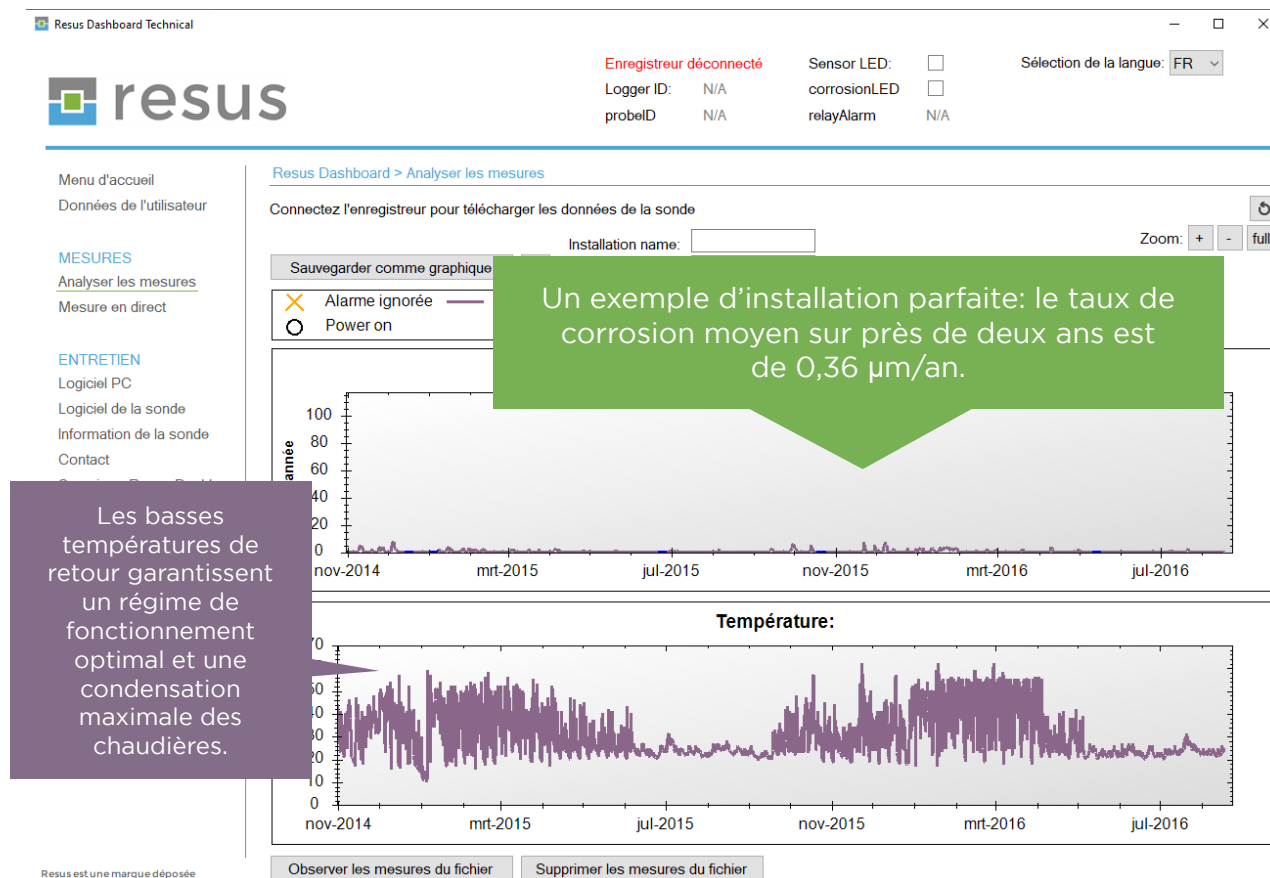 Resus Dashboard Technical
resus
Enregistreur déconnecté
Logger ID: N/A
probeID N/A
Sensor LED:
corrosionLED
relayAlarm N/A
Sélection de la langue: FR
Menu d'accueil
Données de l'utilisateur
MESURES
Analyser les mesures
Mesure en direct
ENTRETIEN
Logiciel PC
Logiciel de la sonde
Information de la sonde
Contact
Resus Dashboard > Analyser les mesures
Connectez l'enregistreur pour télécharger les données de la sonde
Installation name:
Zoom: + - full
Sauvegarder comme graphique
Alarme ignorée
Power on
Un exemple d'installation parfaite: le taux de
corrosion moyen sur près de deux ans est
de 0,36 µm/an.
année
100
80
60
40
20
0
nov-2014 mrt-2015 jul-2015 nov-2015 mrt-2016 jul-2016
Les basses
températures de
retour garantissent
un régime de
fonctionnement
optimal et une
condensation
maximale des
chaudières.
Température:
70
60
40
30
20
10
0
nov-2014 mrt-2015 jul-2015 nov-2015 mrt-2016 jul-2016
Observer les mesures du fichier Supprimer les mesures du fichier
Resus est une marque déposée